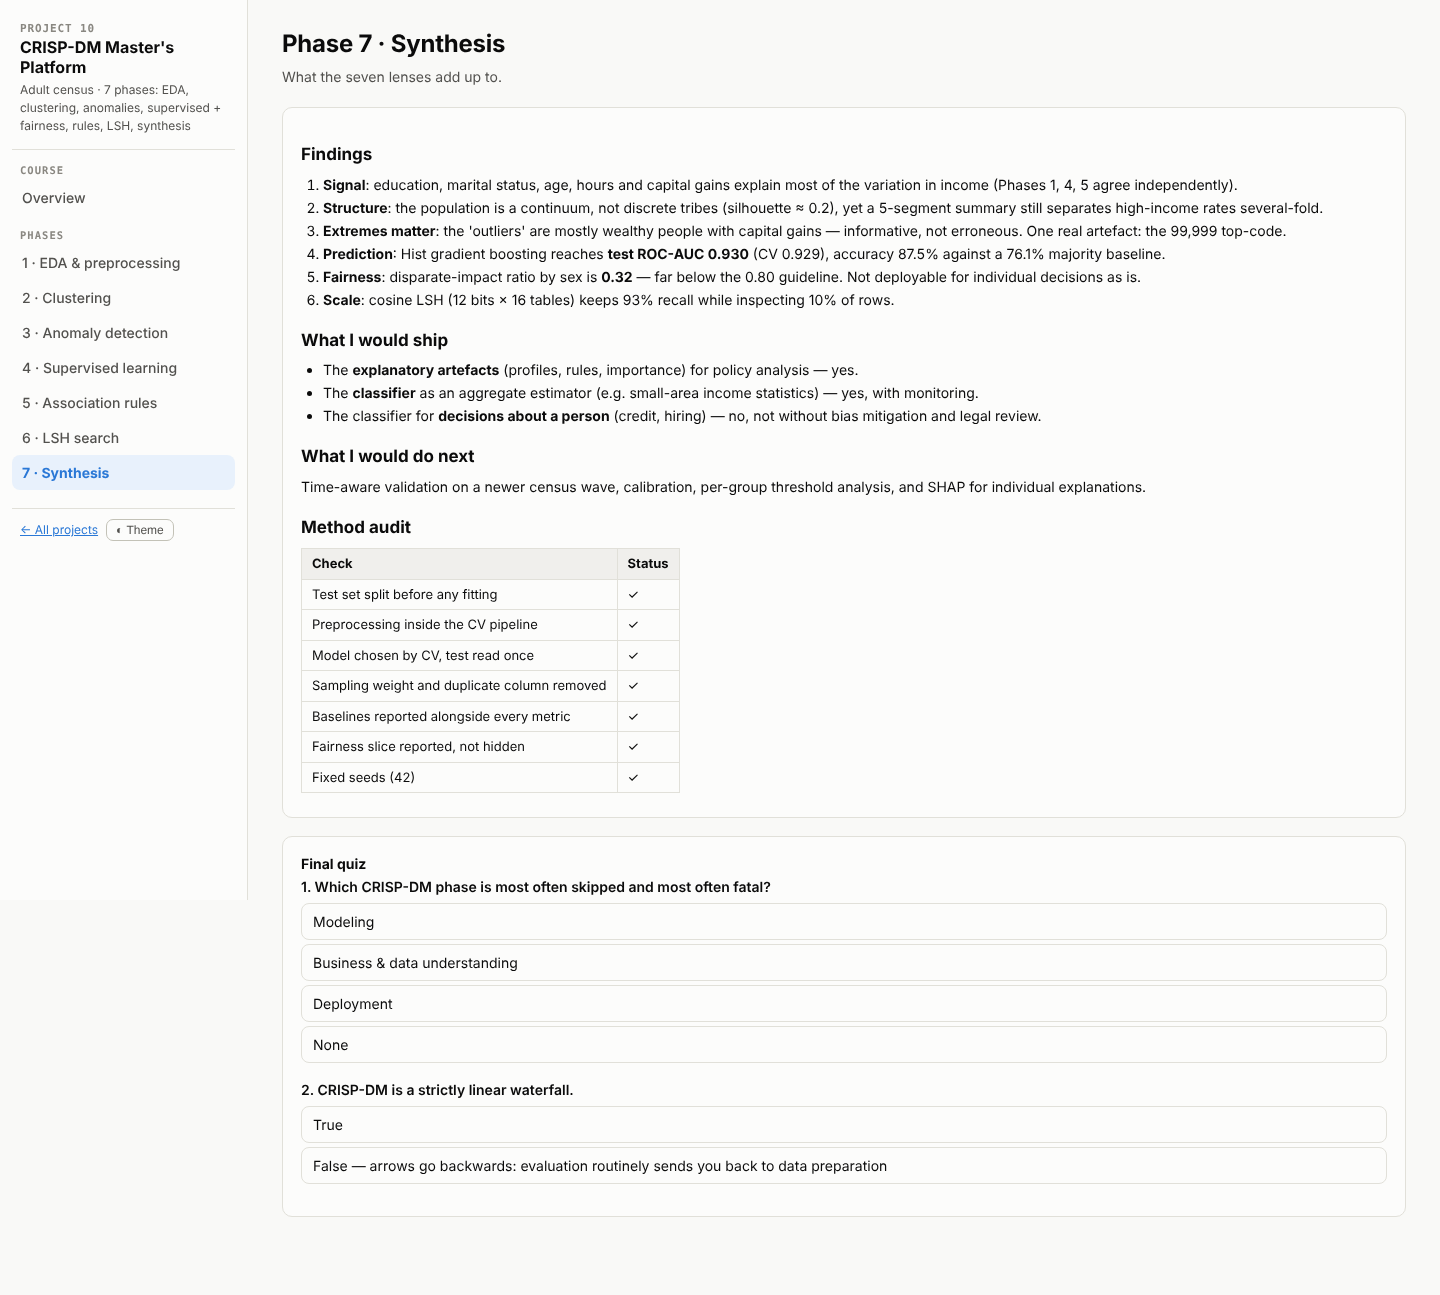 PROJECT 10
CRISP-DM Master's
Platform
Adult census · 7 phases: EDA,
clustering, anomalies, supervised +
fairness, rules, LSH, synthesis
COURSE
Overview
PHASES
1 · EDA & preprocessing
2 · Clustering
3 · Anomaly detection
4 · Supervised learning
5 · Association rules
6 · LSH search
7 · Synthesis
← All projects
Theme
Phase 7 · Synthesis
What the seven lenses add up to.
Findings
1. Signal: education, marital status, age, hours and capital gains explain most of the variation in income (Phases 1, 4, 5 agree independently).
2. Structure: the population is a continuum, not discrete tribes (silhouette ≈ 0.2), yet a 5-segment summary still separates high-income rates several-fold.
3. Extremes matter: the 'outliers' are mostly wealthy people with capital gains — informative, not erroneous. One real artefact: the 99,999 top-code.
4. Prediction: Hist gradient boosting reaches test ROC-AUC 0.930 (CV 0.929), accuracy 87.5% against a 76.1% majority baseline.
5. Fairness: disparate-impact ratio by sex is 0.32 — far below the 0.80 guideline. Not deployable for individual decisions as is.
6. Scale: cosine LSH (12 bits × 16 tables) keeps 93% recall while inspecting 10% of rows.
What I would ship
• The explanatory artefacts (profiles, rules, importance) for policy analysis — yes.
• The classifier as an aggregate estimator (e.g. small-area income statistics) — yes, with monitoring.
• The classifier for decisions about a person (credit, hiring) — no, not without bias mitigation and legal review.
What I would do next
Time-aware validation on a newer census wave, calibration, per-group threshold analysis, and SHAP for individual explanations.
Method audit
Check Status
Test set split before any fitting ✓
Preprocessing inside the CV pipeline ✓
Model chosen by CV, test read once ✓
Sampling weight and duplicate column removed ✓
Baselines reported alongside every metric ✓
Fairness slice reported, not hidden ✓
Fixed seeds (42) ✓
Final quiz
1. Which CRISP-DM phase is most often skipped and most often fatal?
Modeling
Business & data understanding
Deployment
None
2. CRISP-DM is a strictly linear waterfall.
True
False — arrows go backwards: evaluation routinely sends you back to data preparation